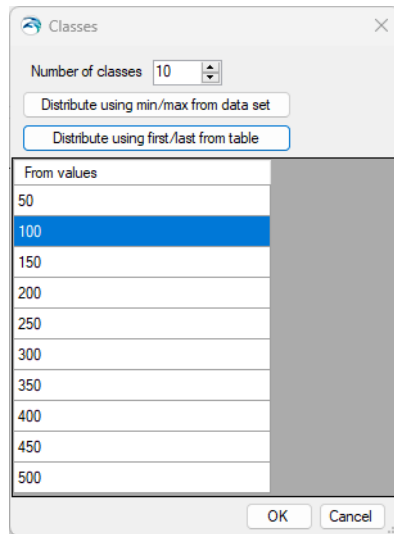 Classes
Number of classes 10
Distribute using min/max from data set
Distribute using first/last from table
From values
50
100
150
200
250
300
350
400
450
500
OK Cancel